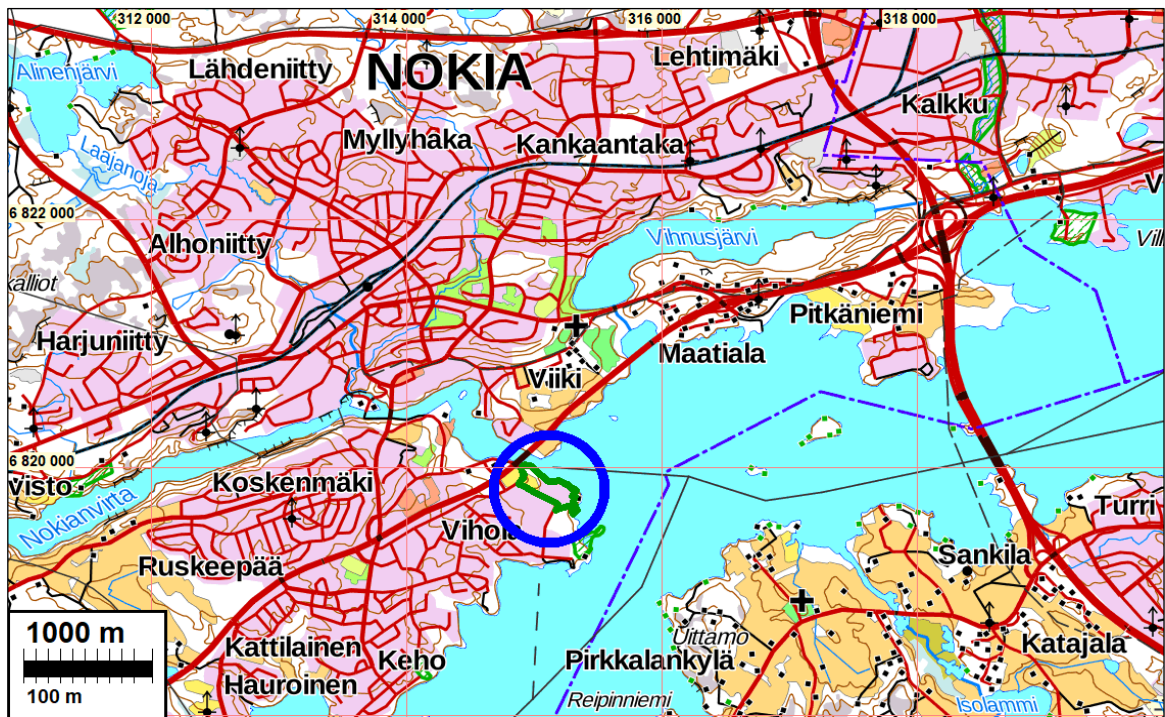 312 000
314 000
316 000
318 000
Alinenjärvi
Lähdeniitty
NOKIA
Lehtimäki
Kalkku
Laajanoja
Myllyhaka
Kankaantaka
V
6 822 000
Alhoniitty
Vihnusjärvi
Vill
kalliot
Harjuniitty
Pitkäniemi
Maatiala
Viiki
6 820 000
visto
Koskenmäki
Nokianvirta
Vihola
Turri
Ruskeepää
Sankila
1000 m
100 m
Kattilainen
Keho
Uittamo
Pirkkalankylä
Katajala
Hauroinen
Reipinniemi
Isolammi